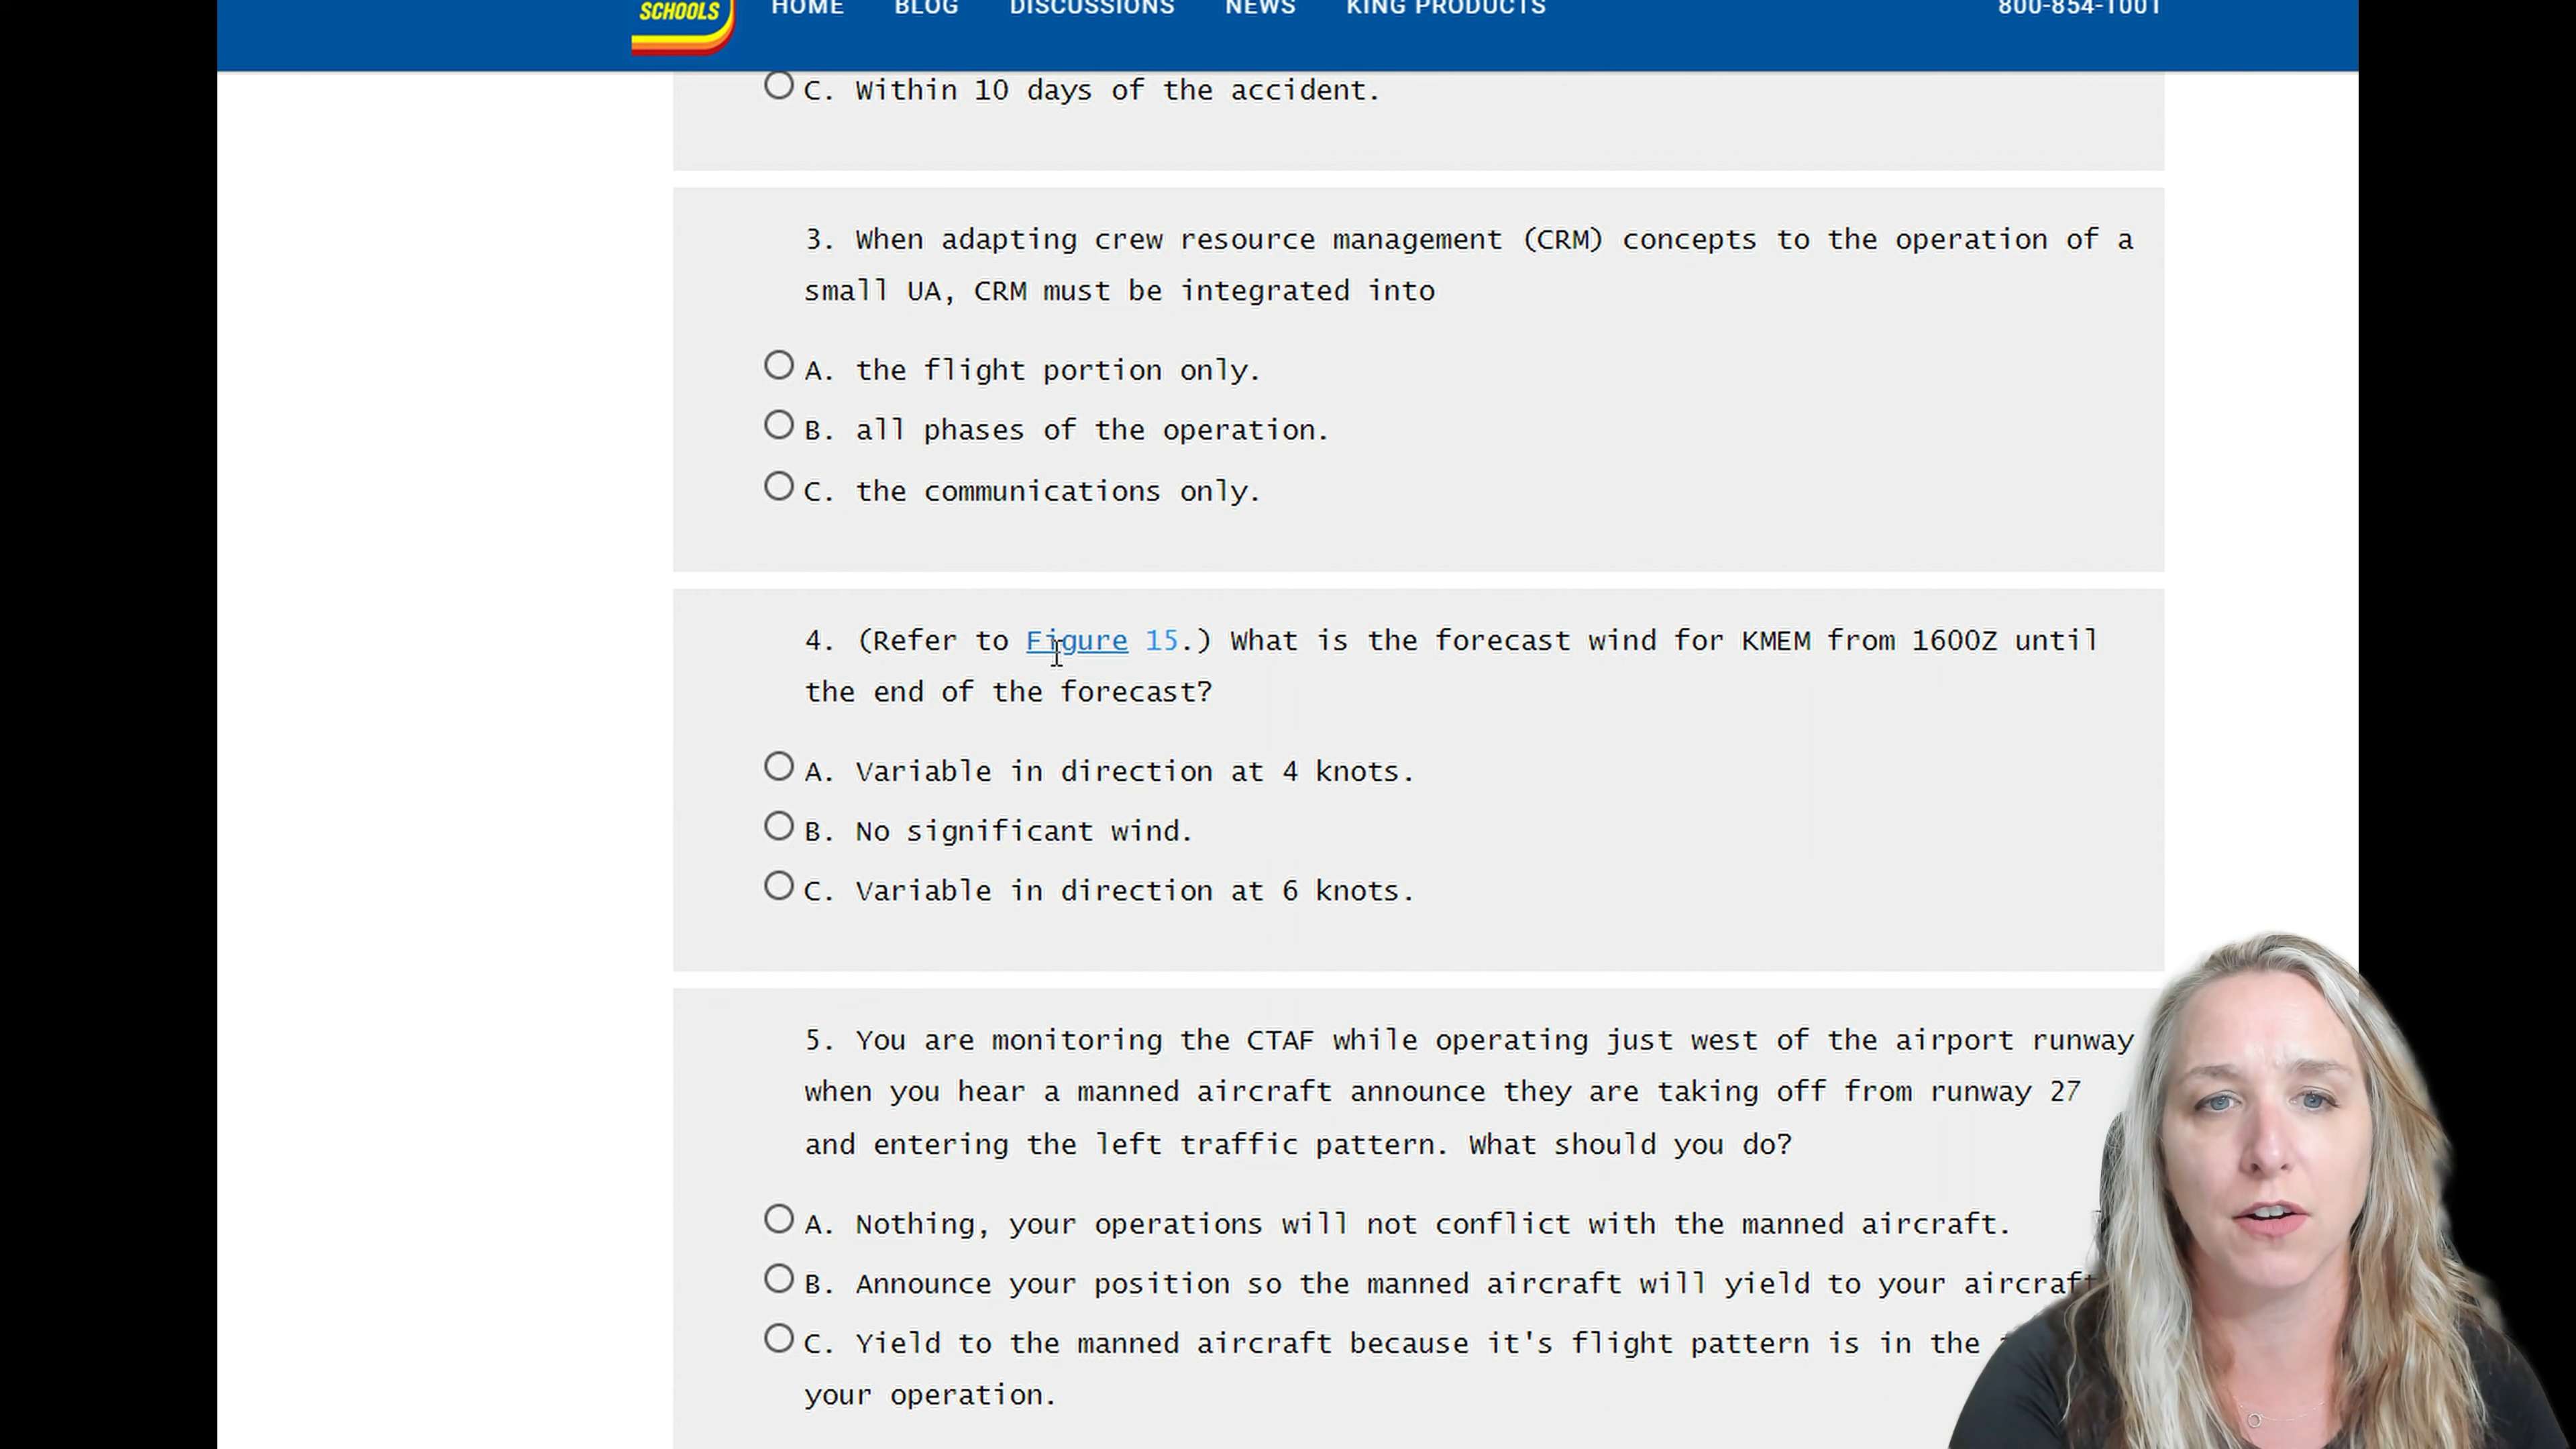 SCHOOLS
HOME BLOG DISCUSSIONS NEWS KING PRODUCTS 800-854-1001
C. Within 10 days of the accident.
3. When adapting crew resource management (CRM) concepts to the operation of a
small UA, CRM must be integrated into
A. the flight portion only.
B. all phases of the operation.
C. the communications only.
4. (Refer to Figure 15.) What is the forecast wind for KMEM from 1600Z until
the end of the forecast?
A. Variable in direction at 4 knots.
B. No significant wind.
C. Variable in direction at 6 knots.
5. You are monitoring the CTAF while operating just west of the airport runway
when you hear a manned aircraft announce they are taking off from runway 27
and entering the left traffic pattern. What should you do?
A. Nothing, your operations will not conflict with the manned aircraft.
B. Announce your position so the manned aircraft will yield to your aircraft
C. Yield to the manned aircraft because it's flight pattern is in the
your operation.